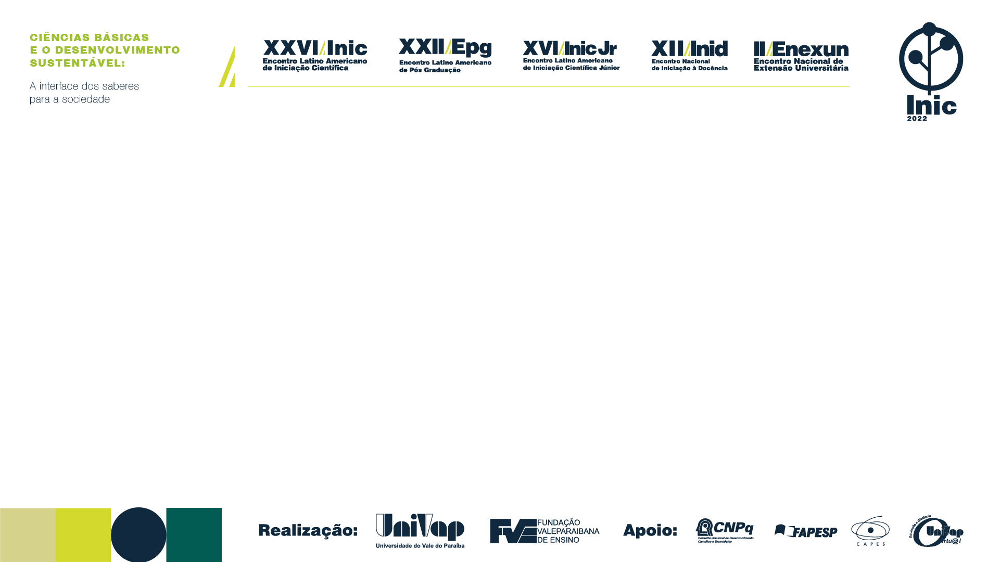 CIÊNCIAS BÁSICAS
E O DESENVOLVIMENTO
SUSTENTÁVEL:
A interface dos saberes
para a sociedade
XXVI//Inic
Encontro Latino Americano
de Iniciação Científica
XXII//Epg
Encontro Latino Americano
de Pós Graduação
XVI//Inic Jr
Encontro Latino Americano
de Iniciação Científica Júnior
XII//Inid
Encontro Nacional
de Iniciação à Docência
II//Enexun
Encontro Nacional de
Extensão Universitária
Inic
2022
Realização:
UniVap
Universidade do Vale do Paraíba
FVE
FUNDAÇÃO
VALEPARAIBANA
DE ENSINO
Apoio:
CNPq
Conselho Nacional de Desenvolvimento
Científico e Tecnológico
FAPESP
CAPES
Educação a Distância
UniVap
Virtu@l